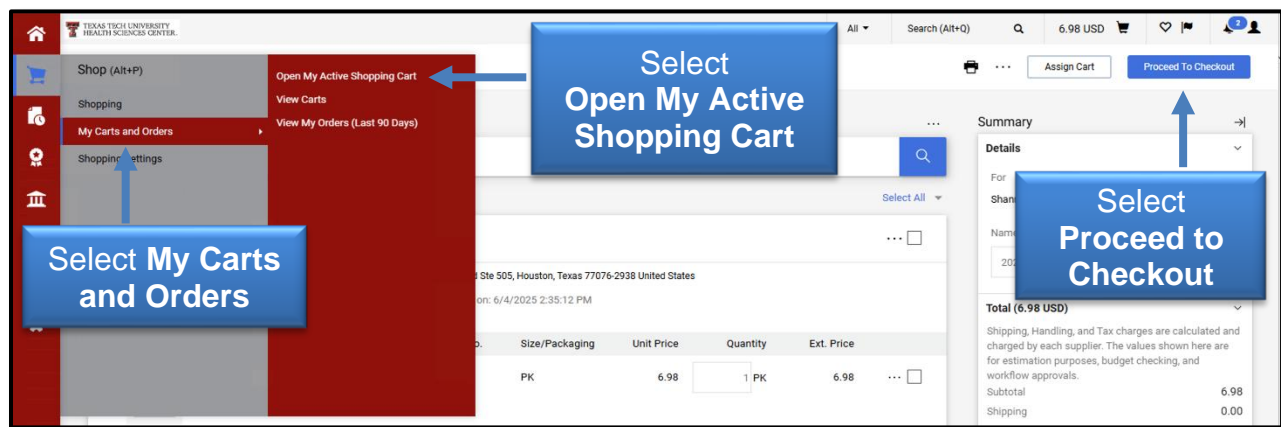 TEXAS TECH UNIVERSITY
HEALTH SCIENCES CENTER.
All
Search (Alt+Q)
6.98 USD
2
Shop (Alt+P)
Shopping
My Carts and Orders
Shopping
Open My Active Shopping Cart
View Carts
View My Orders (Last 90 Days)
Select
Open My Active
Shopping Cart
Select My Carts
and Orders
Assign Cart
Proceed To Checkout
Select All
Ste 505, Houston, Texas 77076-2938 United States
on: 6/4/2025 2:35:12 PM
Size/Packaging Unit Price Quantity Ext. Price
PK 6.98 1 PK 6.98 ...
Summary
Details
For
Select
Proceed to
Checkout
Total (6.98 USD)
Shipping, Handling, and Tax charges are calculated and
charged by each supplier. The values shown here are
for estimation purposes, budget checking, and
workflow approvals.
Subtotal 6.98
Shipping 0.00